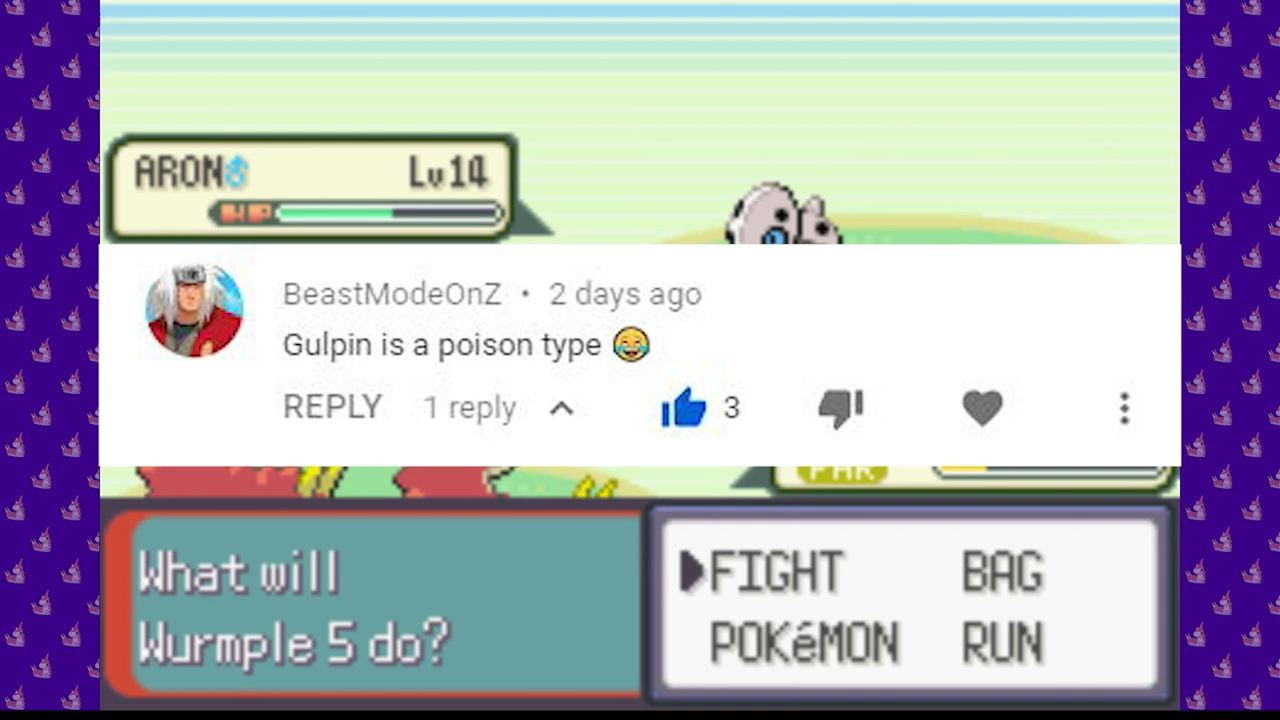 ARON♂ Lv14
HP
BeastModeOnZ • 2 days ago
Gulpin is a poison type 😂
REPLY 1 reply 3
PAR
What will
Wurmple 5 do?
FIGHT BAG
POKéMON RUN